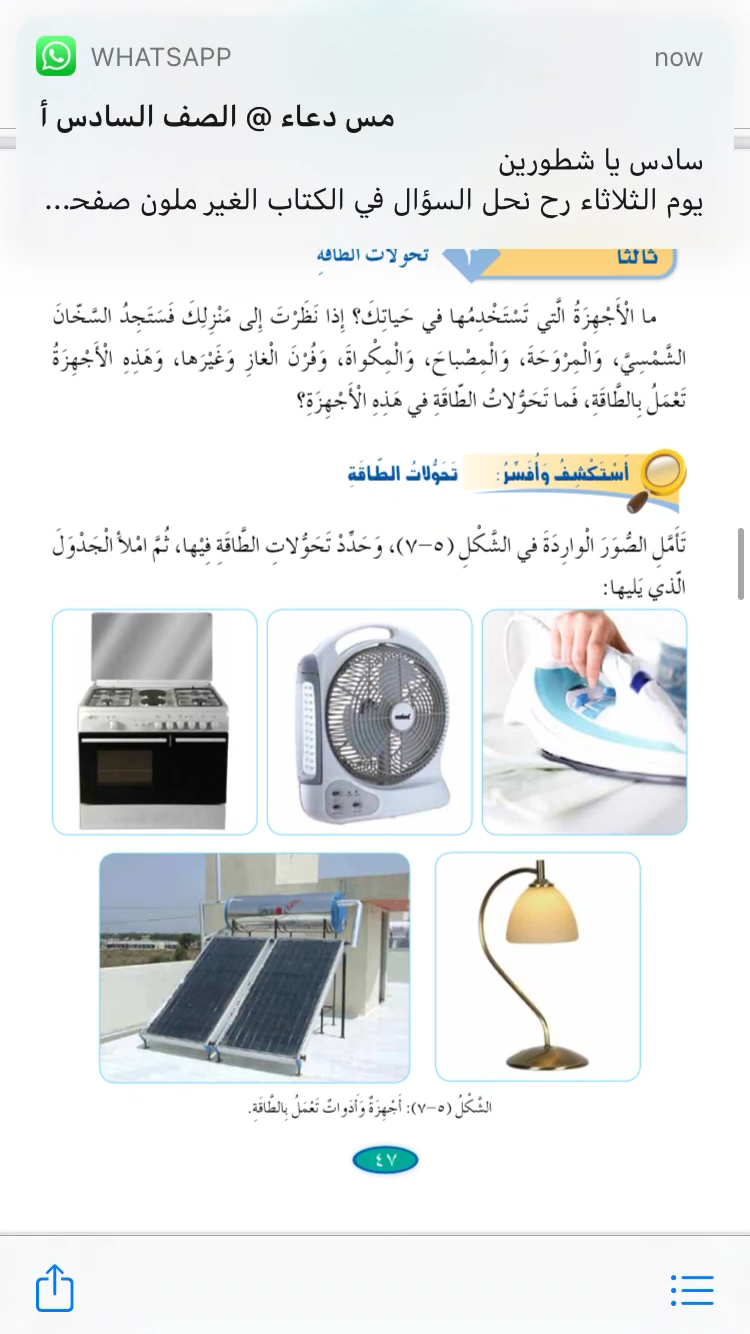 WHATSAPP
now
مس دعاء @ الصف السادس أ
سادس يا شطورين
يوم الثلاثاء رح نحل السؤال في الكتاب الغير ملون صفحـ...
ثالثًا
تحولات الطاقةِ
ما الْأَجْهِزَةُ الَّتي تَسْتَخْدِمُها في حَياتِكَ؟ إِذا نَظَرْتَ إِلى مَنْزِلِكَ فَسَتَجِدُ السَّخّانَ
الشَّمْسِيَّ، وَالْمِرْوَحَةَ، وَالْمِصْباحَ، وَالْمِكْواةَ، وَفُرْنَ الْغازِ وَغَيْرَها، وَهَذِهِ الْأَجْهِزَةُ
تَعْمَلُ بِالطَّاقَةِ، فَما تَحَوُّلاتُ الطّاقَةِ في هَذِهِ الْأَجْهِزَةِ؟
أَسْتَكْشِفُ وَأُفَسِّرُ: تَحَوُّلاتُ الطّاقَةِ
تَأَمَّلِ الصُّوَرَ الْوارِدَةَ في الشَّكْلِ (٥-٧)، وَحَدِّدْ تَحَوُّلاتِ الطَّاقَةِ فِيْها، ثُمَّ امْلأِ الْجَدْوَلَ
الّذي يَليها:
الشَّكْلُ (٥-٧): أَجْهِزَةٌ وَأَدَواتٌ تَعْمَلُ بِالطَّاقَةِ.
٤٧